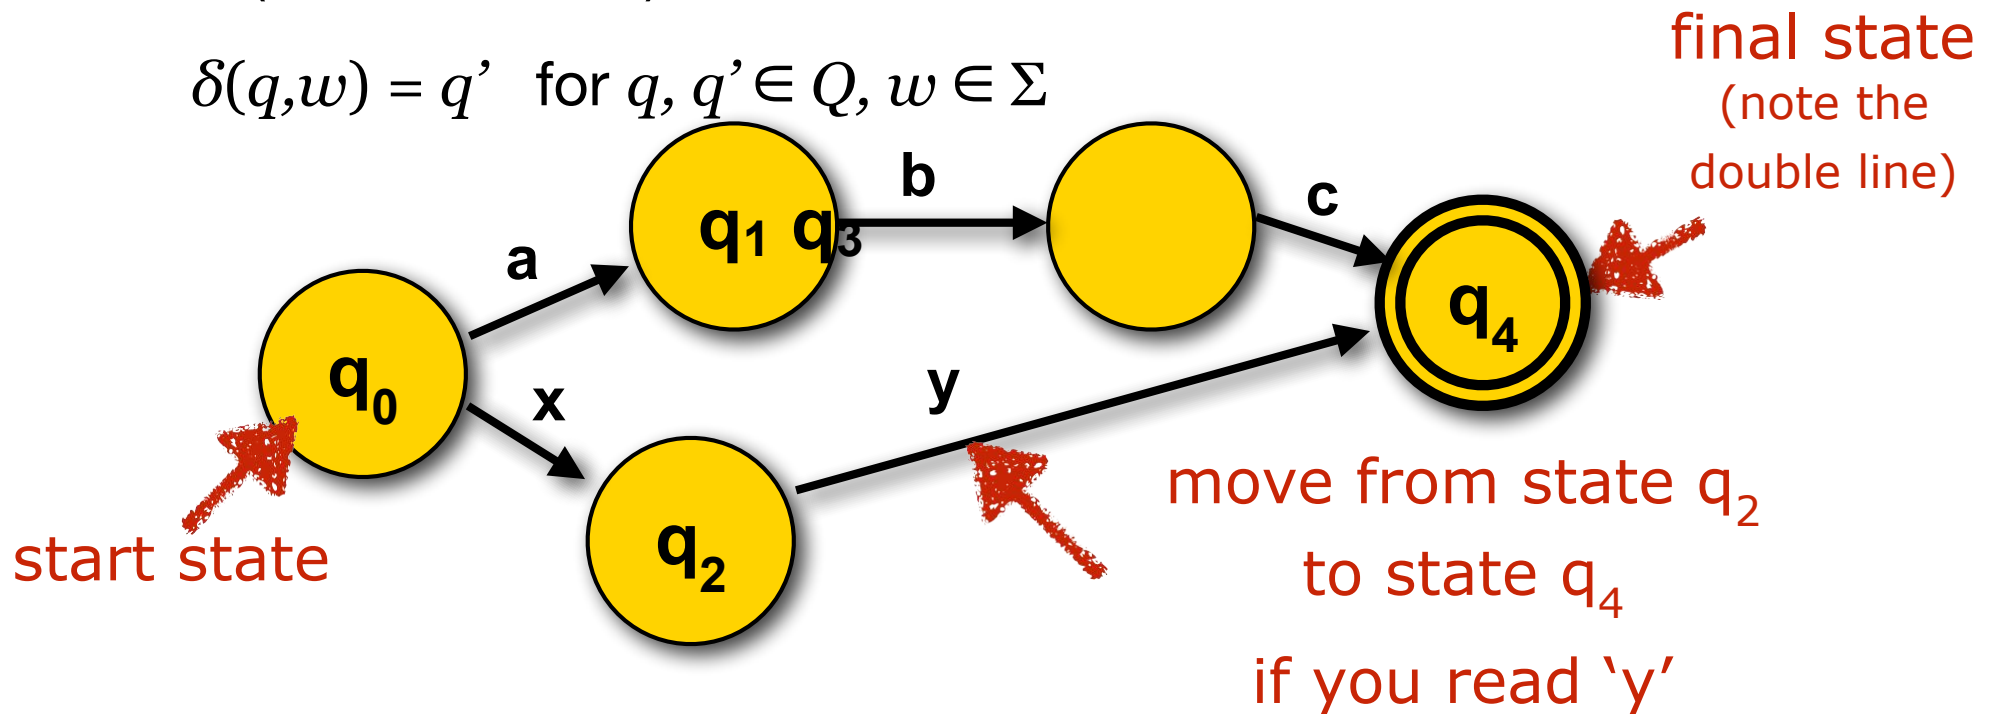 δ(q,w) = q’ for q, q’ ∈ Q, w ∈ Σ
final state
(note the
double line)
a
q₁ q₃
b
c
q₄
q₀
x
y
q₂
start state
move from state q₂
to state q₄
if you read ‘y’